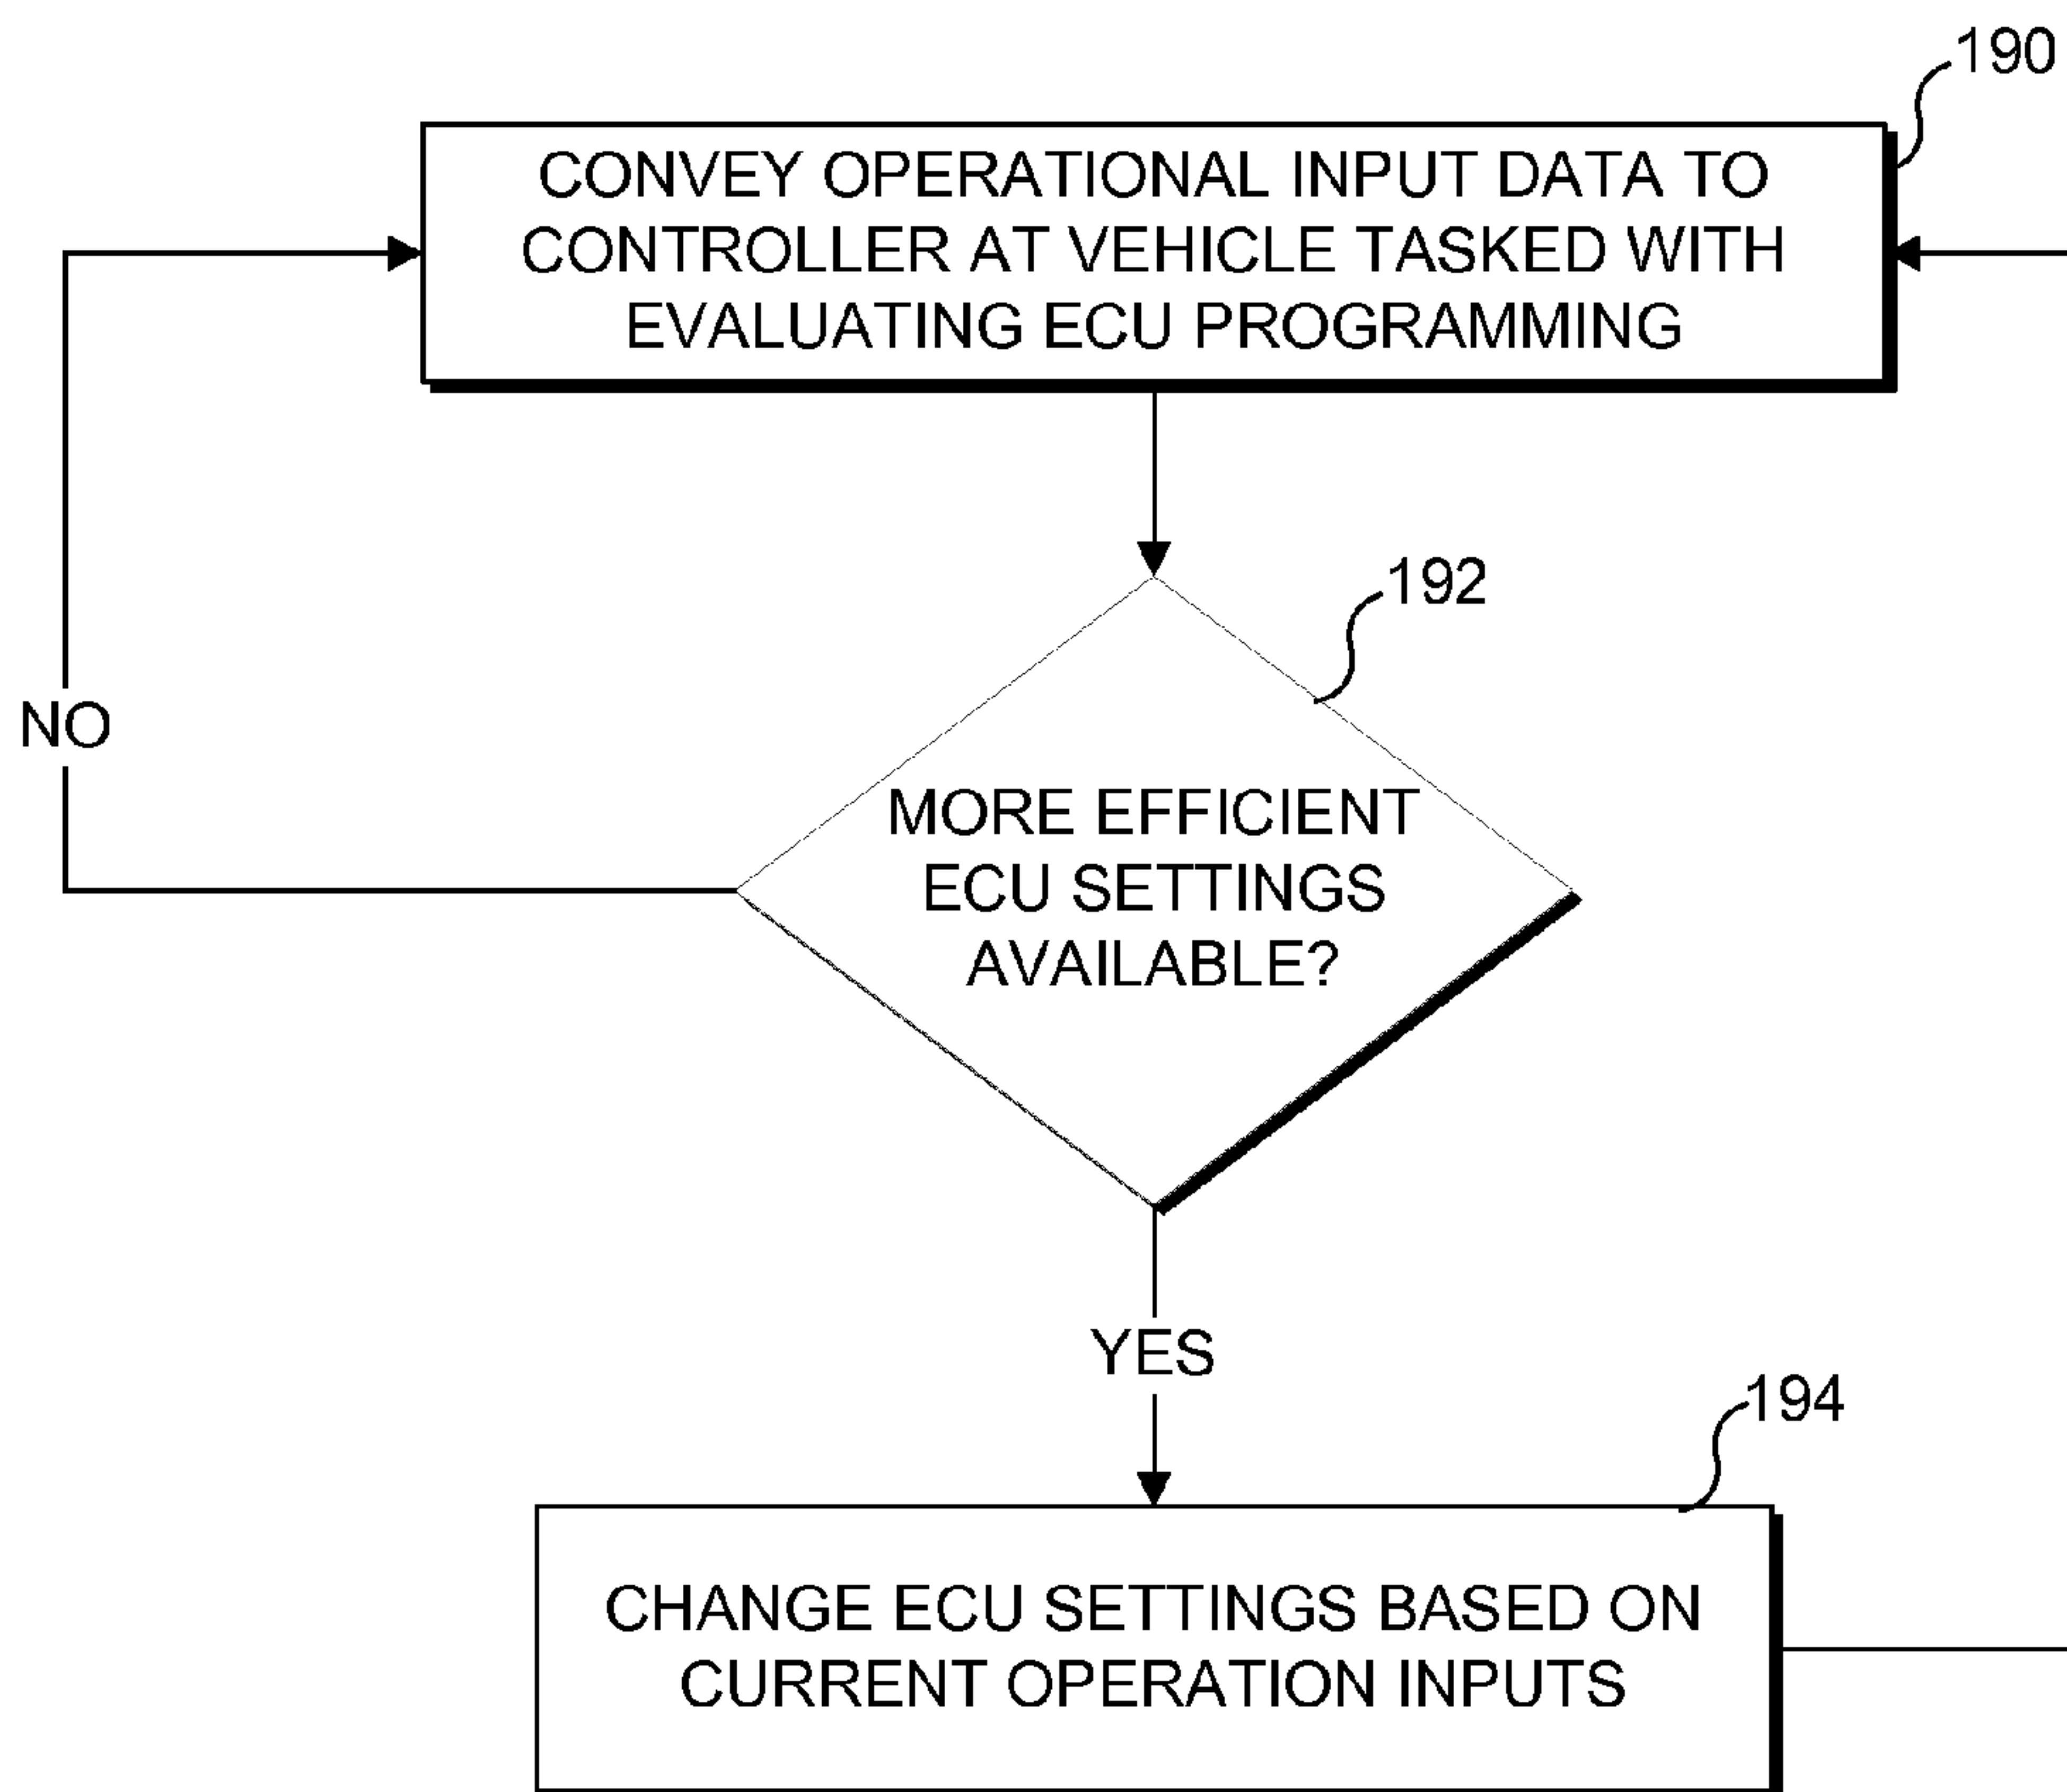 190
CONVEY OPERATIONAL INPUT DATA TO
CONTROLLER AT VEHICLE TASKED WITH
EVALUATING ECU PROGRAMMING
192
NO
MORE EFFICIENT
ECU SETTINGS
AVAILABLE?
YES
194
CHANGE ECU SETTINGS BASED ON
CURRENT OPERATION INPUTS